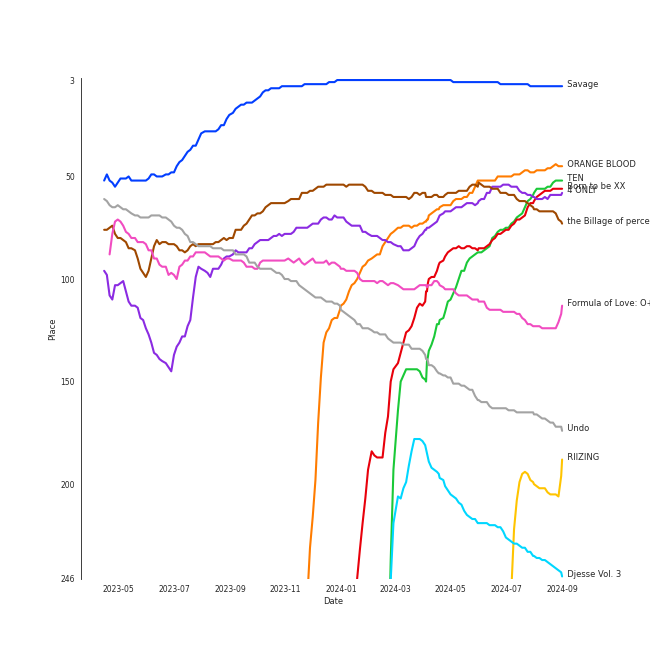 3
50
100
150
200
246
Place
2023-05
2023-07
2023-09
2023-11
2024-01
2024-03
2024-05
2024-07
2024-09
Date
Savage
ORANGE BLOOD
TEN
Born to be XX
+ ONLY
the Billage of perce
Formula of Love: O+
Undo
RIIZING
Djesse Vol. 3